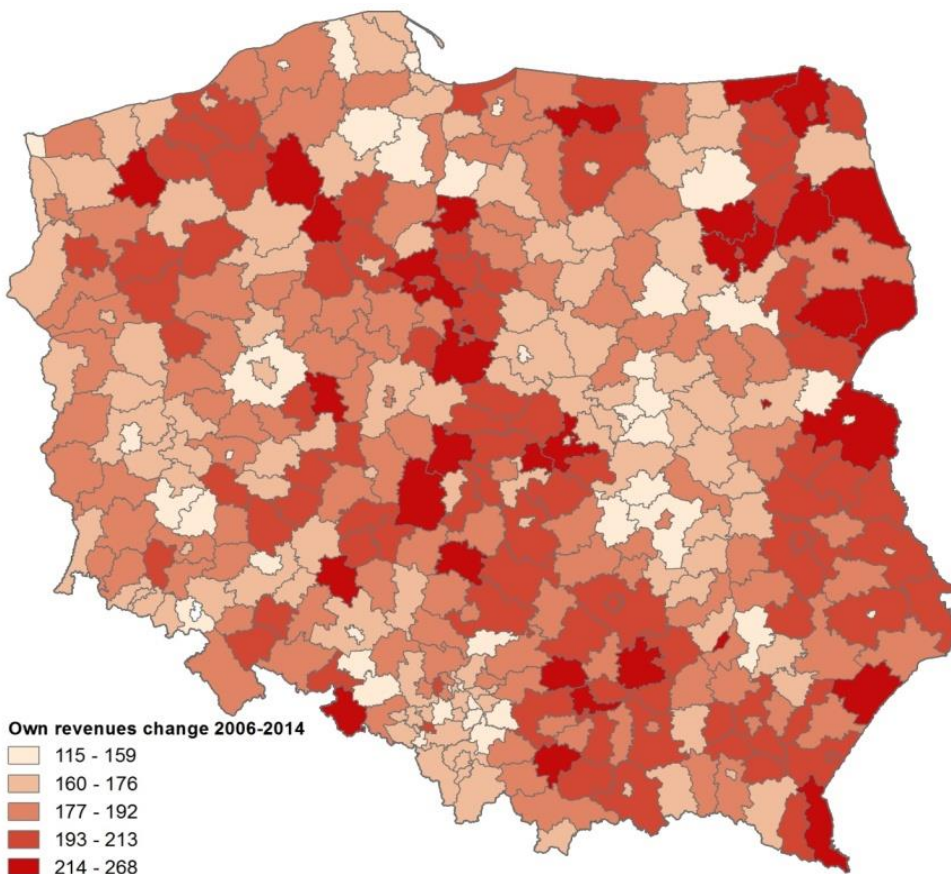 Own revenues change 2006-2014
115 - 159
160 - 176
177 - 192
193 - 213
214 - 268